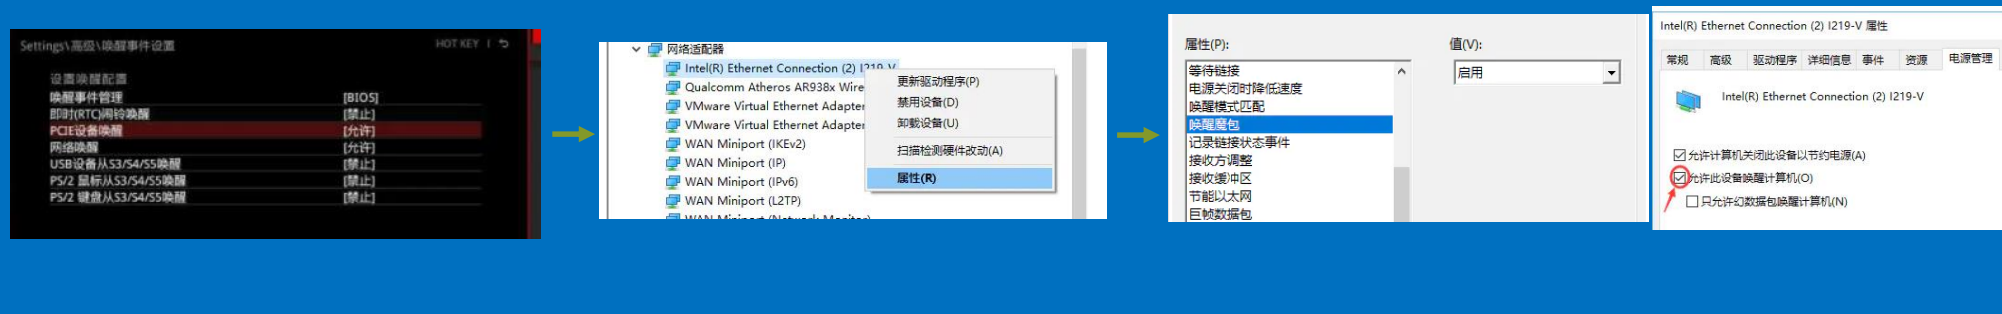 Settings\高级\唤醒事件设置
HOT KEY
设置唤醒配置
唤醒事件管理 [BIOS]
即时(RTC)闹铃唤醒 [禁止]
PCIE设备唤醒 [允许]
网络唤醒 [允许]
USB设备从S3/S4/S5唤醒 [禁止]
PS/2 鼠标从S3/S4/S5唤醒 [禁止]
PS/2 键盘从S3/S4/S5唤醒 [禁止]
网络适配器
Intel(R) Ethernet Connection (2) I219-V
Qualcomm Atheros AR938x Wire
VMware Virtual Ethernet Adapter
VMware Virtual Ethernet Adapter
WAN Miniport (IKEv2)
WAN Miniport (IP)
WAN Miniport (IPv6)
WAN Miniport (L2TP)
WAN Miniport (Network Monitor)
更新驱动程序(P)
禁用设备(D)
卸载设备(U)
扫描检测硬件改动(A)
属性(R)
属性(P):
等待链接
电源关闭时降低速度
唤醒模式匹配
唤醒魔包
记录链接状态事件
接收方调整
接收缓冲区
节能以太网
巨帧数据包
值(V):
启用
Intel(R) Ethernet Connection (2) I219-V 属性
常规 高级 驱动程序 详细信息 事件 资源 电源管理
Intel(R) Ethernet Connection (2) I219-V
允许计算机关闭此设备以节约电源(A)
允许此设备唤醒计算机(O)
只允许幻数据包唤醒计算机(N)